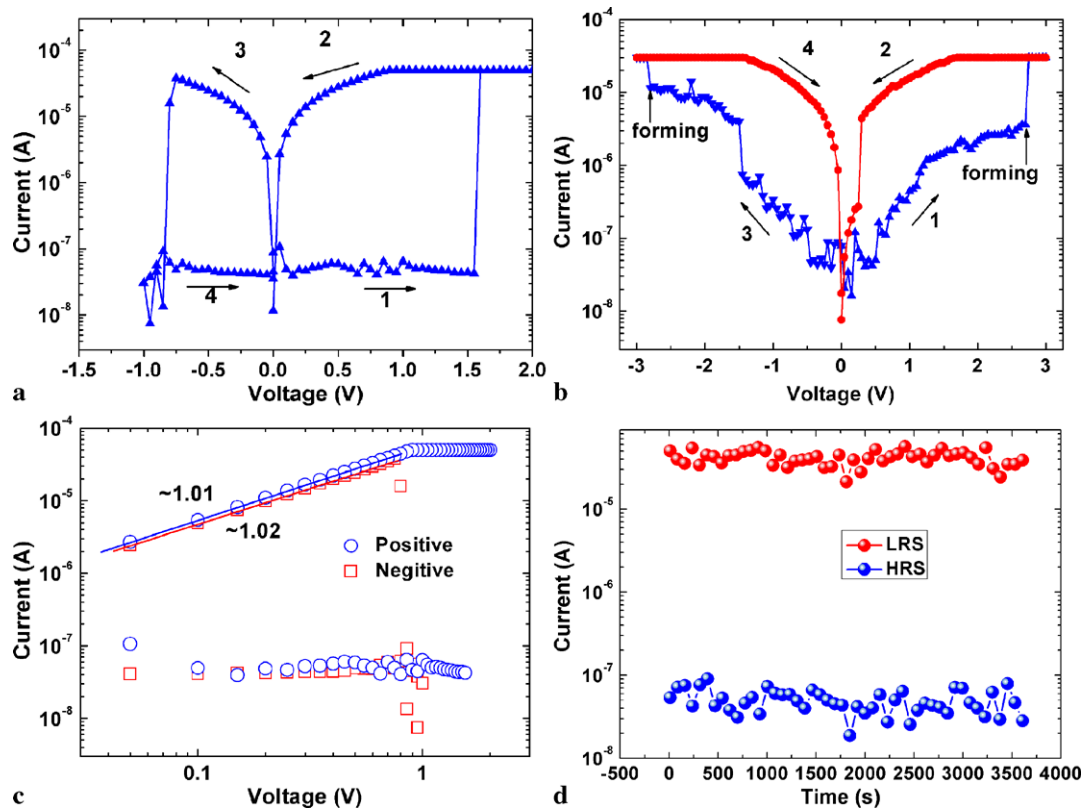 10⁻⁴
10⁻⁵
10⁻⁶
10⁻⁷
10⁻⁸
Current (A)
3
2
4
1
-1.5 -1.0 -0.5 0.0 0.5 1.0 1.5 2.0
Voltage (V)
a
10⁻⁴
10⁻⁵
10⁻⁶
10⁻⁷
10⁻⁸
Current (A)
4
2
forming
forming
3
1
-3 -2 -1 0 1 2 3
Voltage (V)
b
10⁻⁴
10⁻⁵
10⁻⁶
10⁻⁷
10⁻⁸
Current (A)
~1.01
~1.02
Positive
Negitive
0.1 1
Voltage (V)
c
10⁻⁵
10⁻⁶
10⁻⁷
10⁻⁸
Current (A)
LRS
HRS
-500 0 500 1000 1500 2000 2500 3000 3500 4000
Time (s)
d